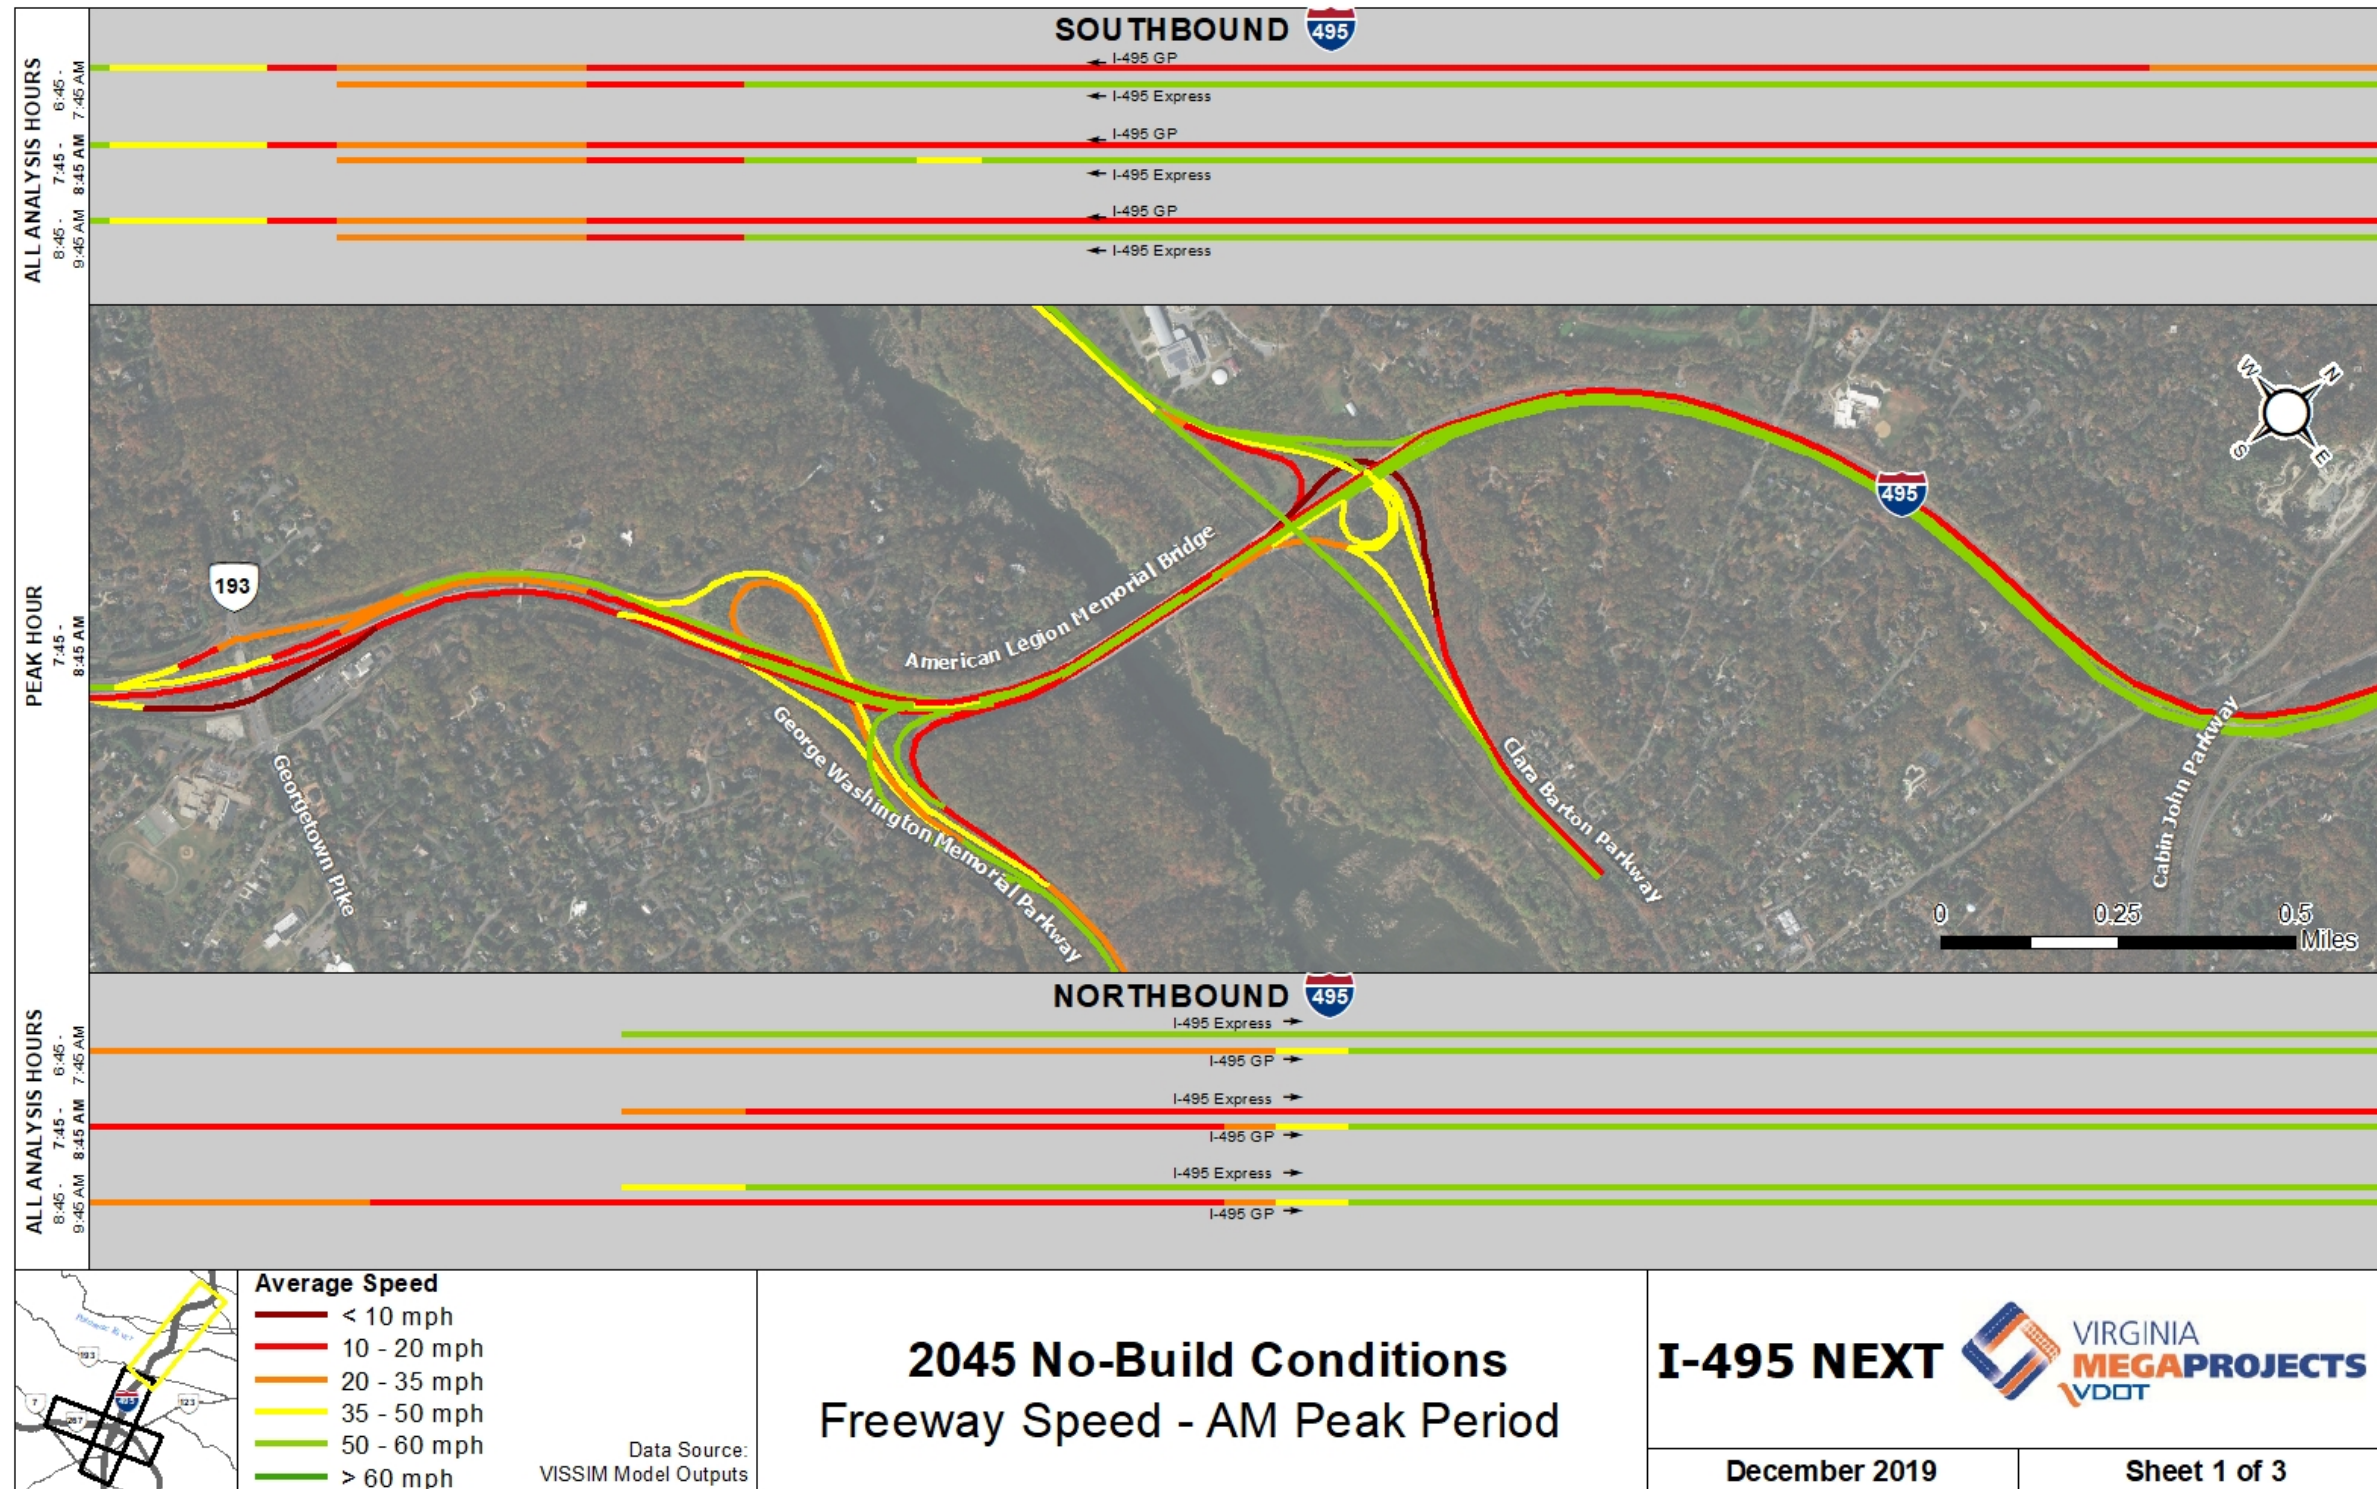 SOUTHBOUND 495
ALL ANALYSIS HOURS
6:45 -
7:45 AM
I-495 GP
I-495 Express
7:45 -
8:45 AM
I-495 GP
I-495 Express
8:45 -
9:45 AM
I-495 GP
I-495 Express
PEAK HOUR
7:45 -
8:45 AM
W
N
S
E
495
193
American Legion Memorial Bridge
George Washington Memorial Parkway
Georgetown Pike
Clara Barton Parkway
Cabin John Parkway
0 0.25 0.5
Miles
NORTHBOUND 495
ALL ANALYSIS HOURS
6:45 -
7:45 AM
I-495 Express
I-495 GP
7:45 -
8:45 AM
I-495 Express
I-495 GP
8:45 -
9:45 AM
I-495 Express
I-495 GP
Potomac River
193
7
267
495
123
Average Speed
< 10 mph
10 - 20 mph
20 - 35 mph
35 - 50 mph
50 - 60 mph
> 60 mph
Data Source:
VISSIM Model Outputs
2045 No-Build Conditions
Freeway Speed - AM Peak Period
I-495 NEXT
VIRGINIA
MEGAPROJECTS
VDOT
December 2019
Sheet 1 of 3